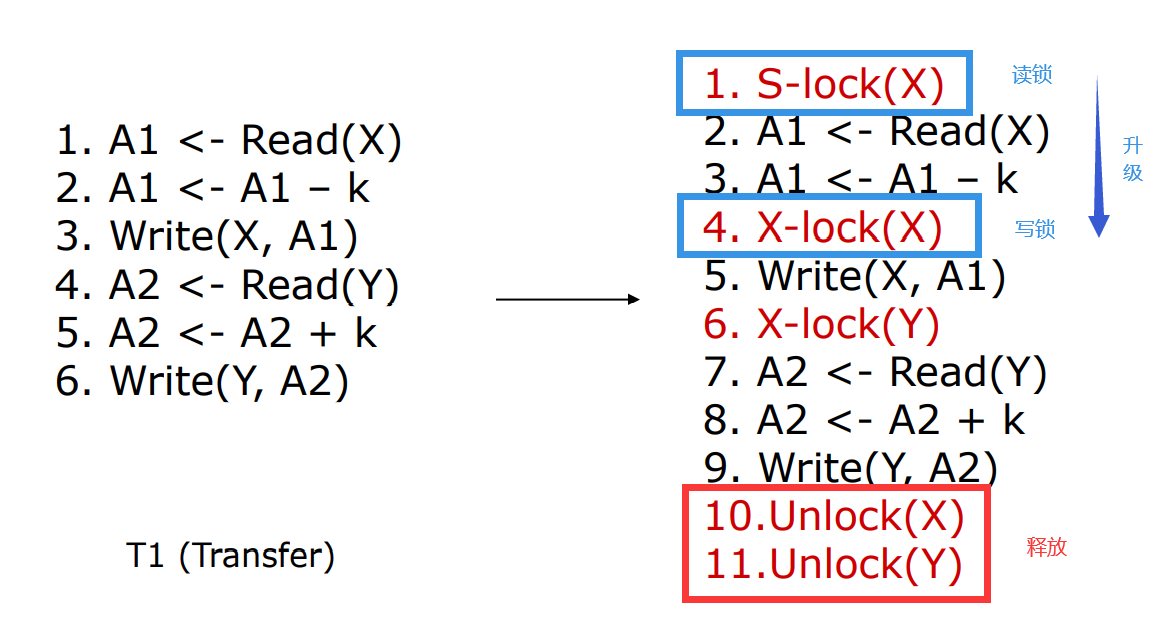 1. A1 <- Read(X)
2. A1 <- A1 – k
3. Write(X, A1)
4. A2 <- Read(Y)
5. A2 <- A2 + k
6. Write(Y, A2)
T1 (Transfer)
1. S-lock(X)
读锁
2. A1 <- Read(X)
3. A1 <- A1 – k
升
级
4. X-lock(X)
写锁
5. Write(X, A1)
6. X-lock(Y)
7. A2 <- Read(Y)
8. A2 <- A2 + k
9. Write(Y, A2)
10.Unlock(X)
11.Unlock(Y)
释放